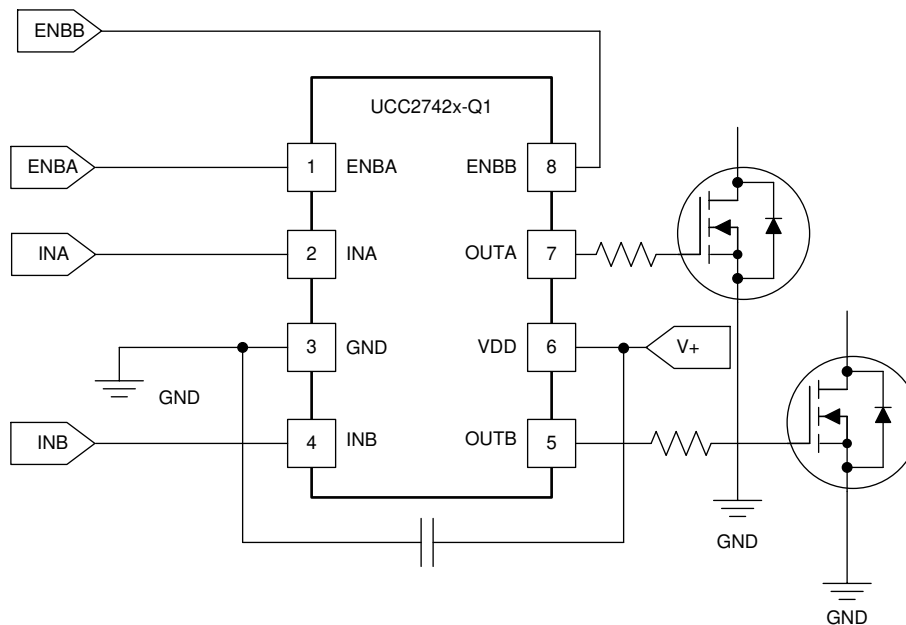 ENBB
UCC2742x-Q1
ENBA
1
ENBA
ENBB
8
INA
2
INA
OUTA
7
3
GND
VDD
6
V+
GND
INB
4
INB
OUTB
5
GND
GND